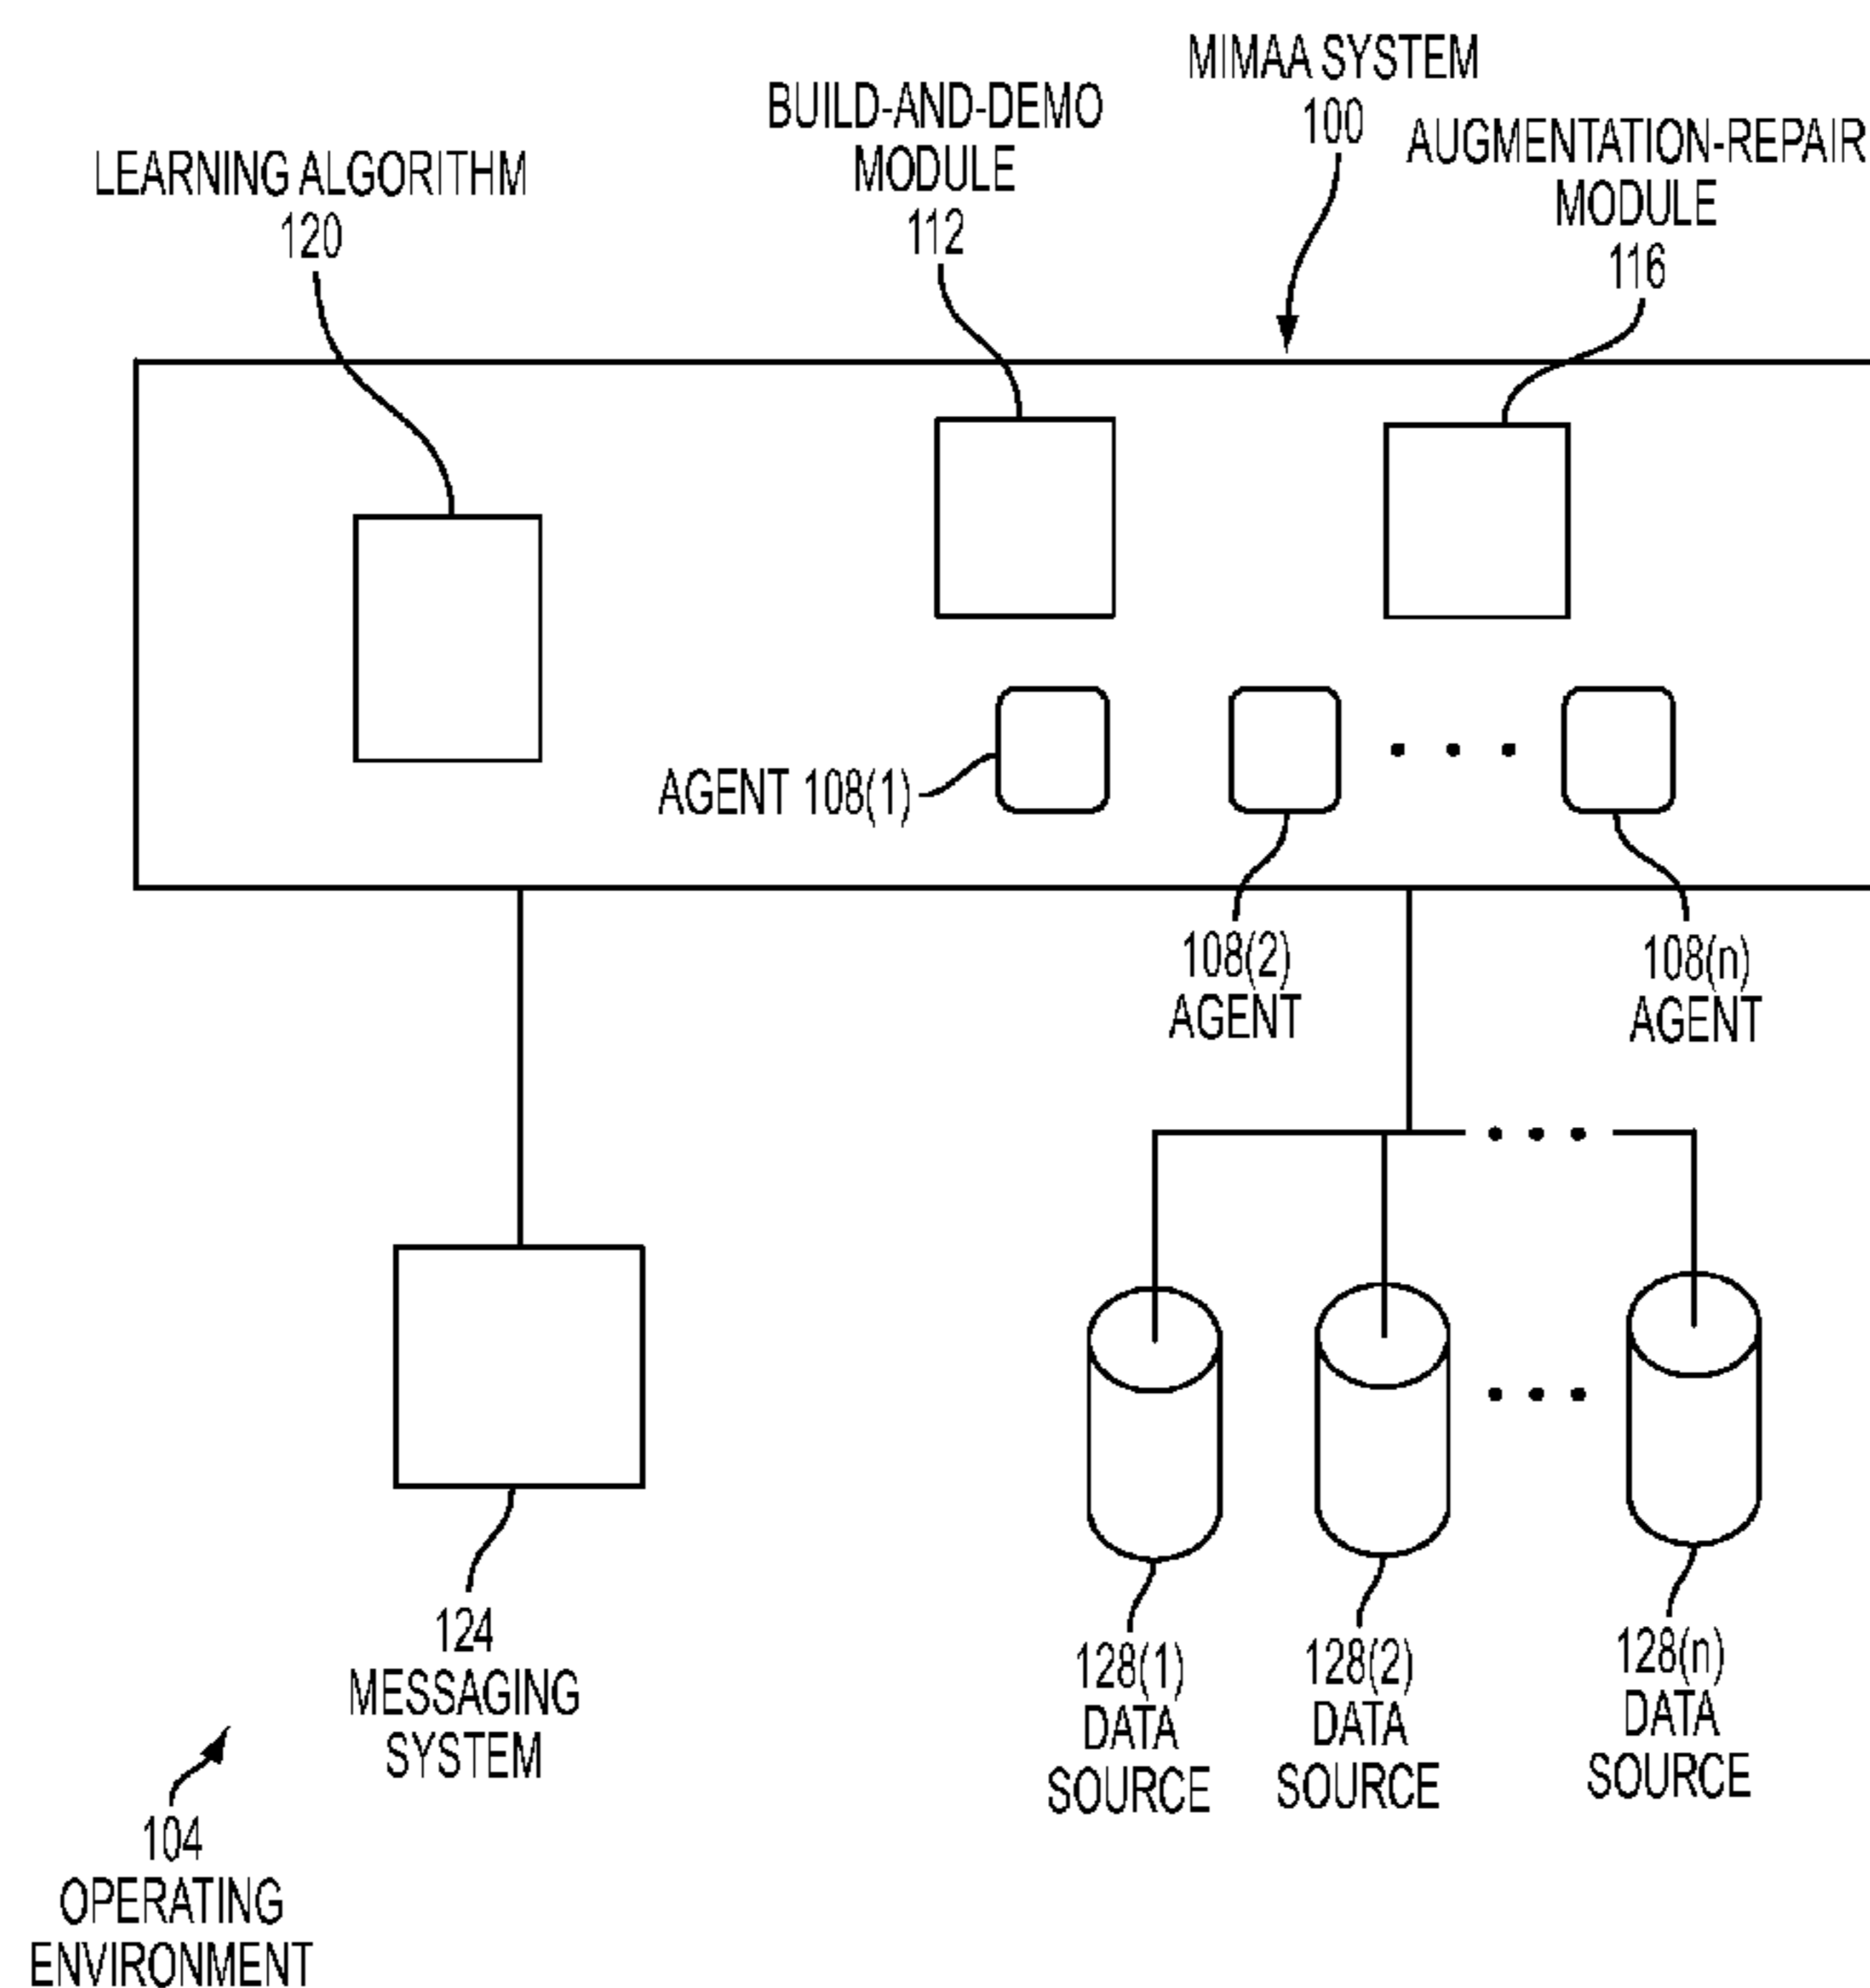 MIMAA SYSTEM
100
BUILD-AND-DEMO
MODULE
112
AUGMENTATION-REPAIR
MODULE
116
LEARNING ALGORITHM
120
AGENT 108(1)
108(2)
AGENT
108(n)
AGENT
124
MESSAGING
SYSTEM
128(1)
DATA
SOURCE
128(2)
DATA
SOURCE
128(n)
DATA
SOURCE
104
OPERATING
ENVIRONMENT